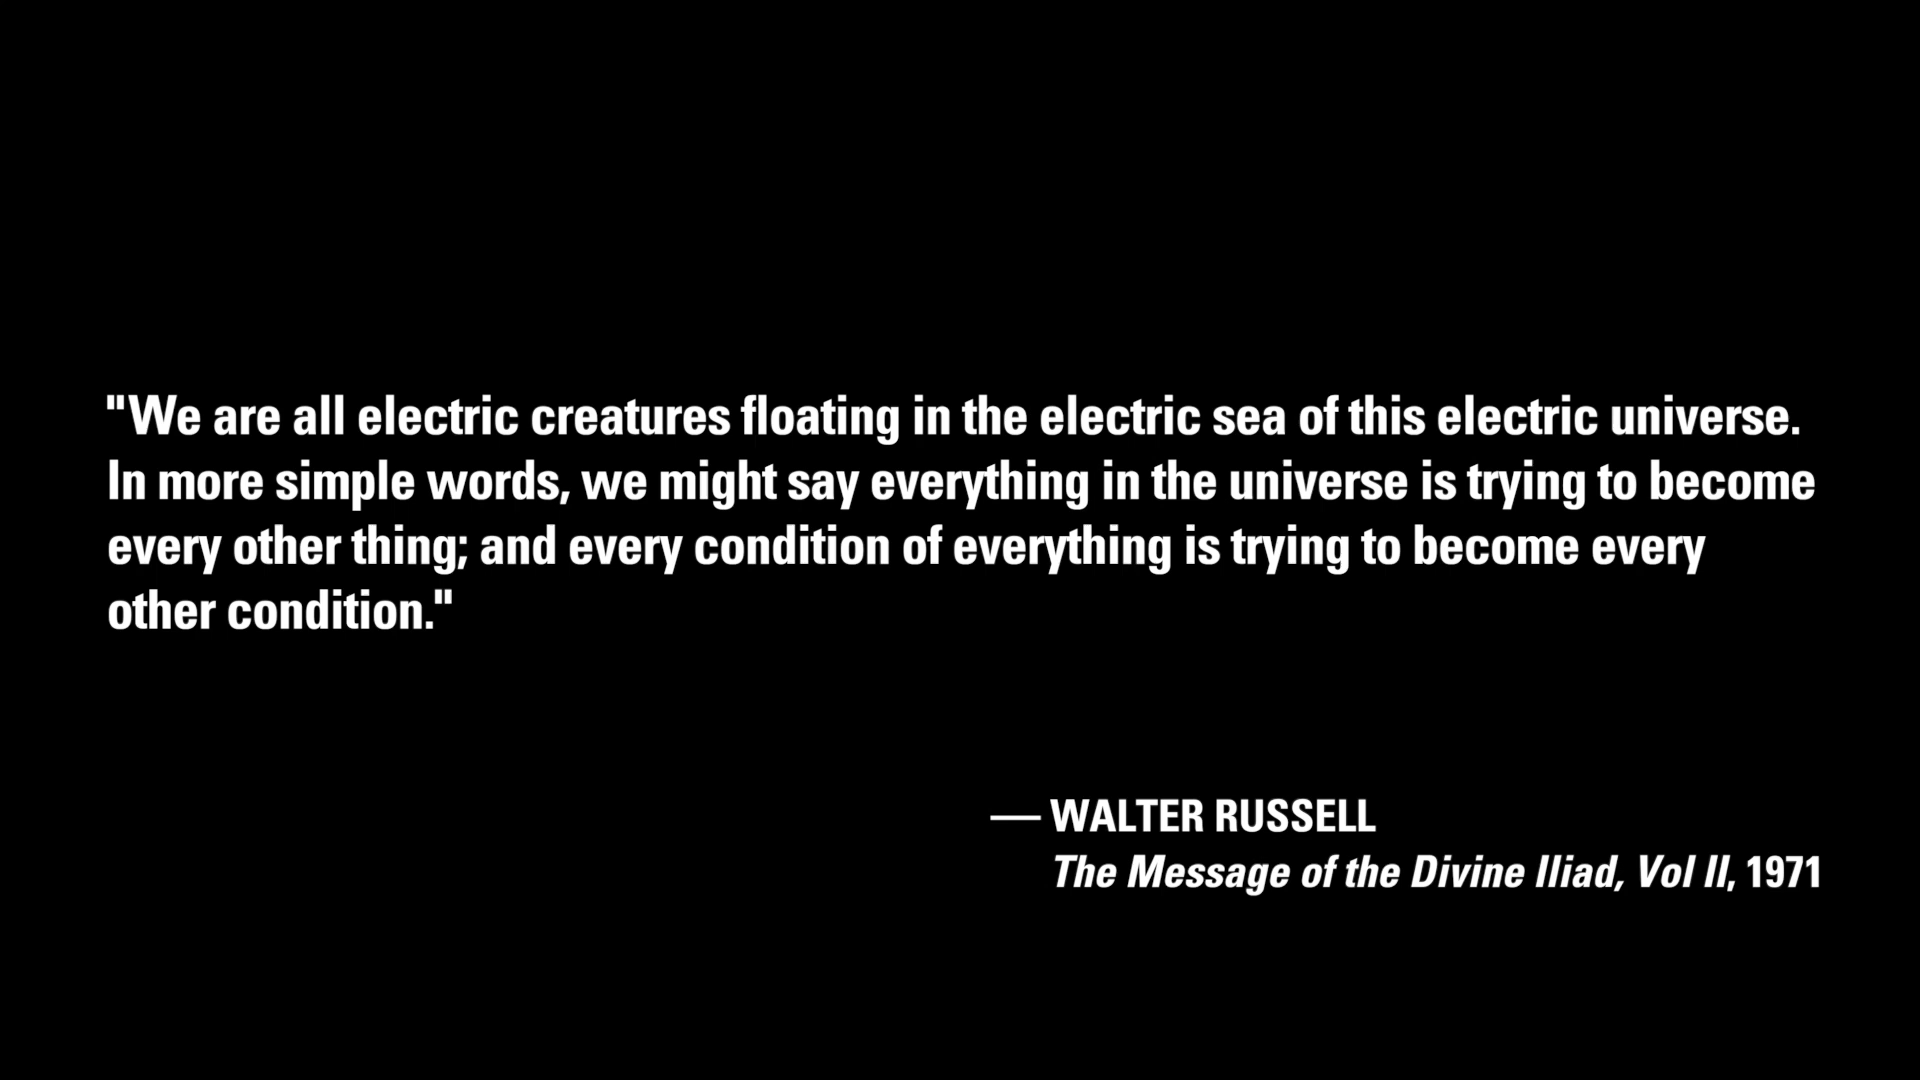 "We are all electric creatures floating in the electric sea of this electric universe.
In more simple words, we might say everything in the universe is trying to become
every other thing; and every condition of everything is trying to become every
other condition."
— WALTER RUSSELL
The Message of the Divine Iliad, Vol II, 1971